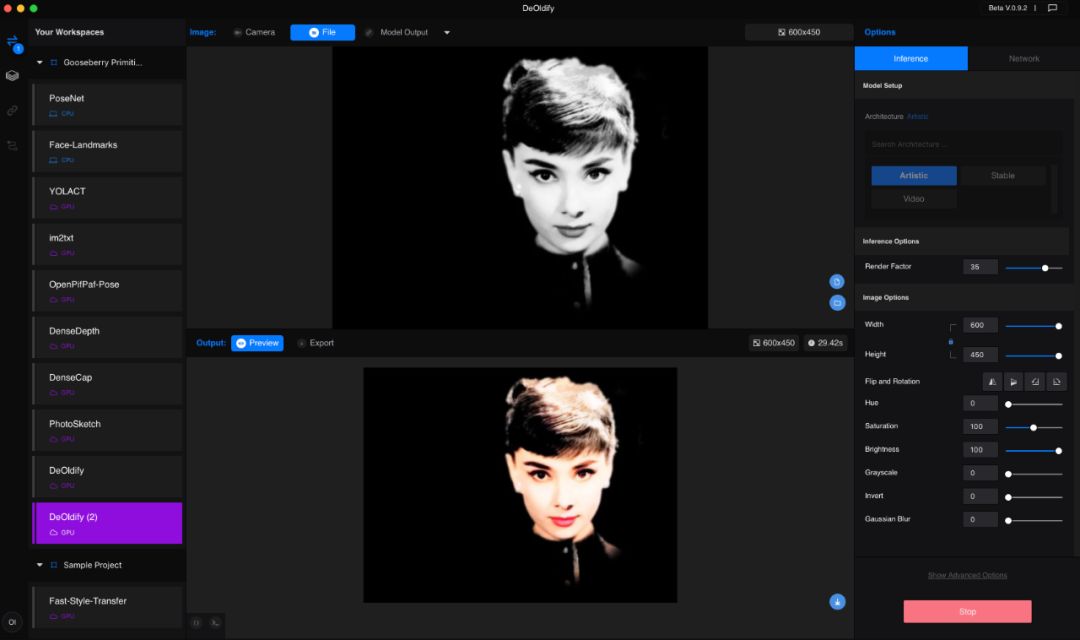 DeOldify
Beta V.0.9.2
Your Workspaces
1
Gooseberry Primiti...
PoseNet
CPU
Face-Landmarks
CPU
YOLACT
GPU
im2txt
GPU
OpenPifPaf-Pose
GPU
DenseDepth
GPU
DenseCap
GPU
PhotoSketch
GPU
DeOldify
GPU
DeOldify (2)
GPU
Sample Project
Fast-Style-Transfer
GPU
OI
Image:
Camera
File
Model Output
600x450
Output:
Preview
Export
600x450
29.42s
Options
Inference
Network
Model Setup
Architecture Artistic
Search Architecture ...
Artistic
Stable
Video
Inference Options
Render Factor
35
Image Options
Width
600
Height
450
Flip and Rotation
Hue
0
Saturation
100
Brightness
100
Grayscale
0
Invert
0
Gaussian Blur
0
Show Advanced Options
Stop